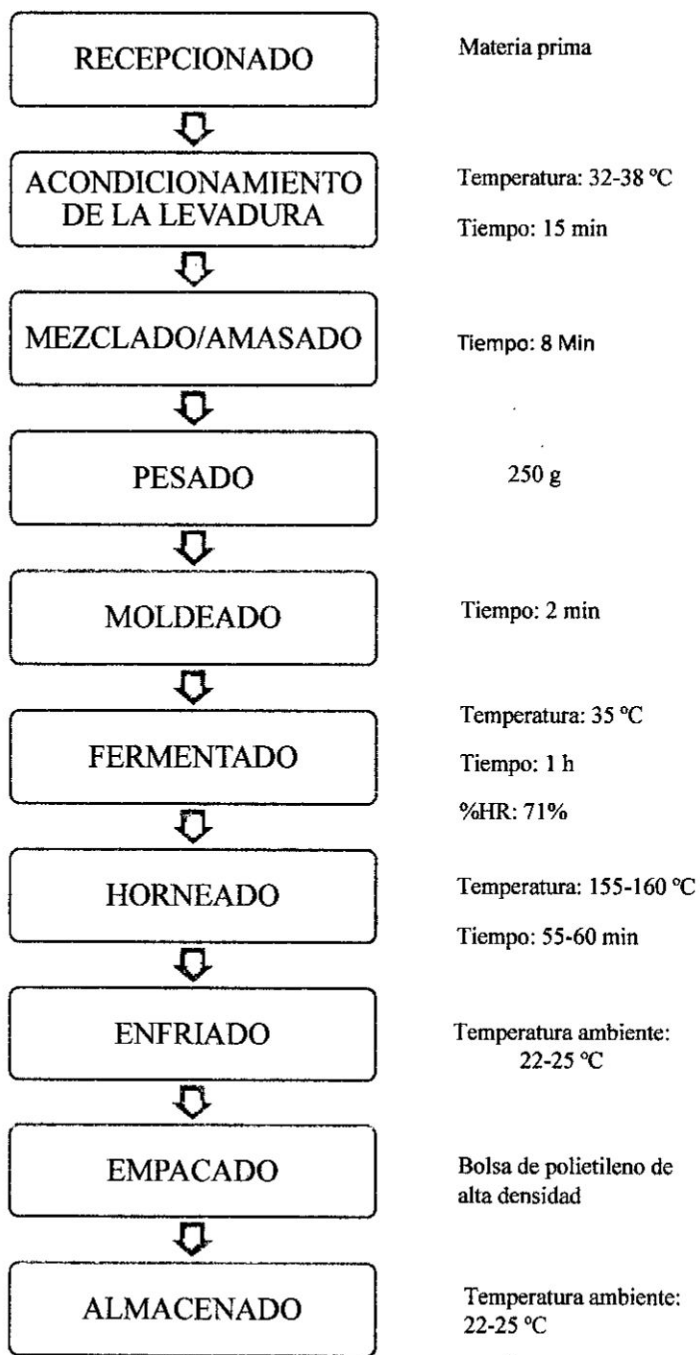 RECEPCIONADO
Materia prima
ACONDICIONAMIENTO
DE LA LEVADURA
Temperatura: 32-38 ºC
Tiempo: 15 min
MEZCLADO/AMASADO
Tiempo: 8 Min
PESADO
250 g
MOLDEADO
Tiempo: 2 min
FERMENTADO
Temperatura: 35 ºC
Tiempo: 1 h
%HR: 71%
HORNEADO
Temperatura: 155-160 ºC
Tiempo: 55-60 min
ENFRIADO
Temperatura ambiente:
22-25 ºC
EMPACADO
Bolsa de polietileno de
alta densidad
ALMACENADO
Temperatura ambiente:
22-25 ºC